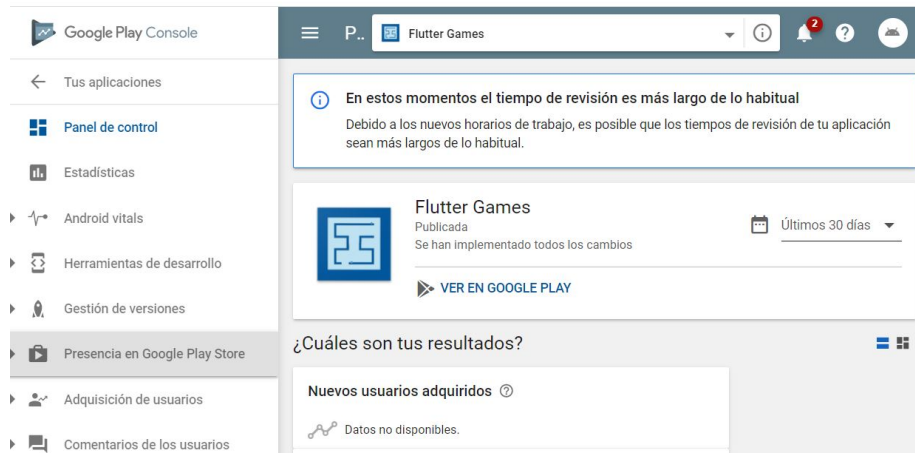 Google Play Console
Tus aplicaciones
Panel de control
Estadísticas
Android vitals
Herramientas de desarrollo
Gestión de versiones
Presencia en Google Play Store
Adquisición de usuarios
Comentarios de los usuarios
P.. Flutter Games 2
En estos momentos el tiempo de revisión es más largo de lo habitual
Debido a los nuevos horarios de trabajo, es posible que los tiempos de revisión de tu aplicación
sean más largos de lo habitual.
Flutter Games
Publicada
Se han implementado todos los cambios
Últimos 30 días
VER EN GOOGLE PLAY
¿Cuáles son tus resultados?
Nuevos usuarios adquiridos
Datos no disponibles.